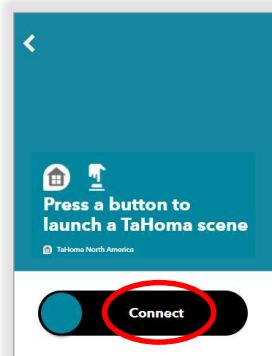 Press a button to
launch a TaHoma scene
TaHoma North America
Connect